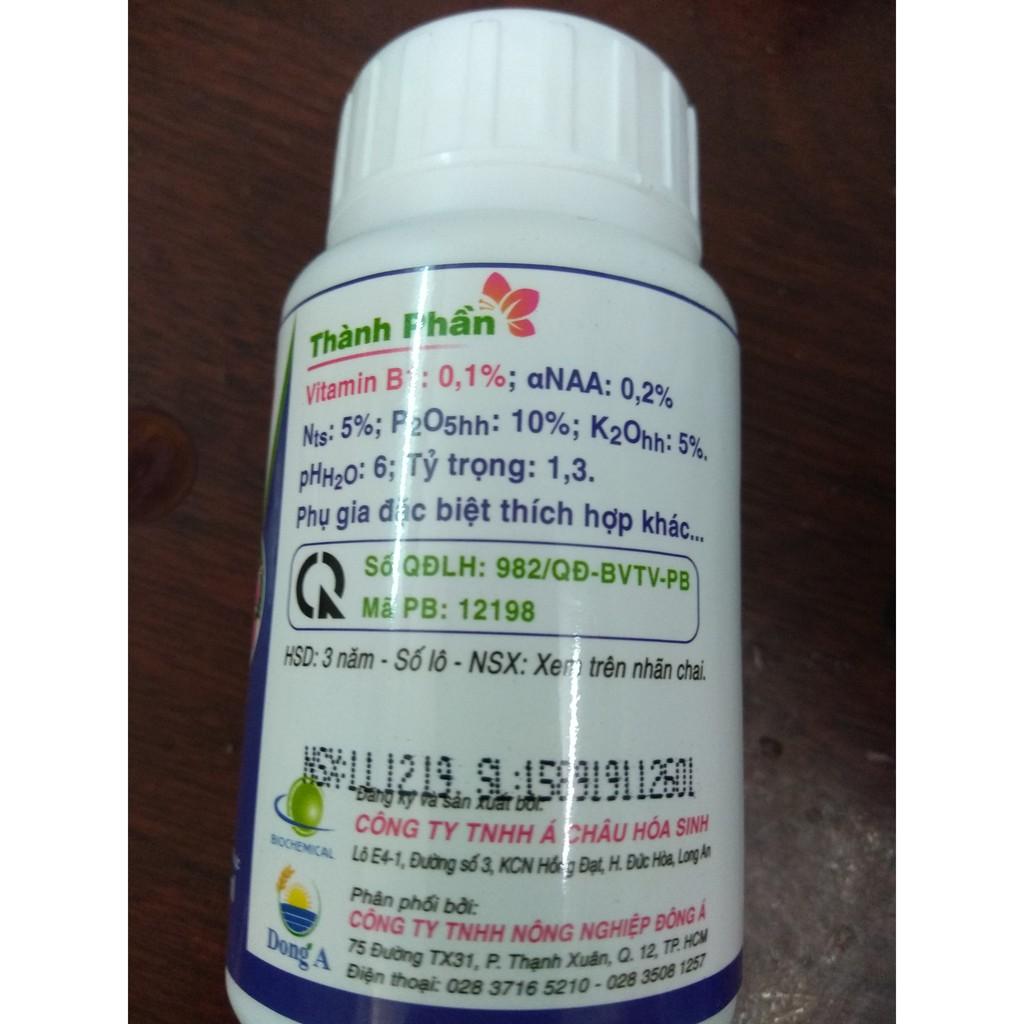 Thành Phần
Vitamin B1: 0,1%; αNAA: 0,2%
Nts: 5%; P2O5hh: 10%; K2Ohh: 5%.
pHH2O: 6; Tỷ trọng: 1,3.
Phụ gia đặc biệt thích hợp khác...
Số QĐLH: 982/QĐ-BVTV-PB
Mã PB: 12198
HSD: 3 năm - Số lô - NSX: Xem trên nhãn chai.
NSX:111219. SL:158919112601
Đăng ký và sản xuất bởi:
CÔNG TY TNHH Á CHÂU HÓA SINH
BIOCHEMICAL
Lô E4-1, Đường số 3, KCN Hồng Đạt, H. Đức Hòa, Long An
Phân phối bởi:
CÔNG TY TNHH NÔNG NGHIỆP ĐÔNG Á
Dong A
75 Đường TX31, P. Thạnh Xuân, Q. 12, TP. HCM
Điện thoại: 028 3716 5210 - 028 3508 1257